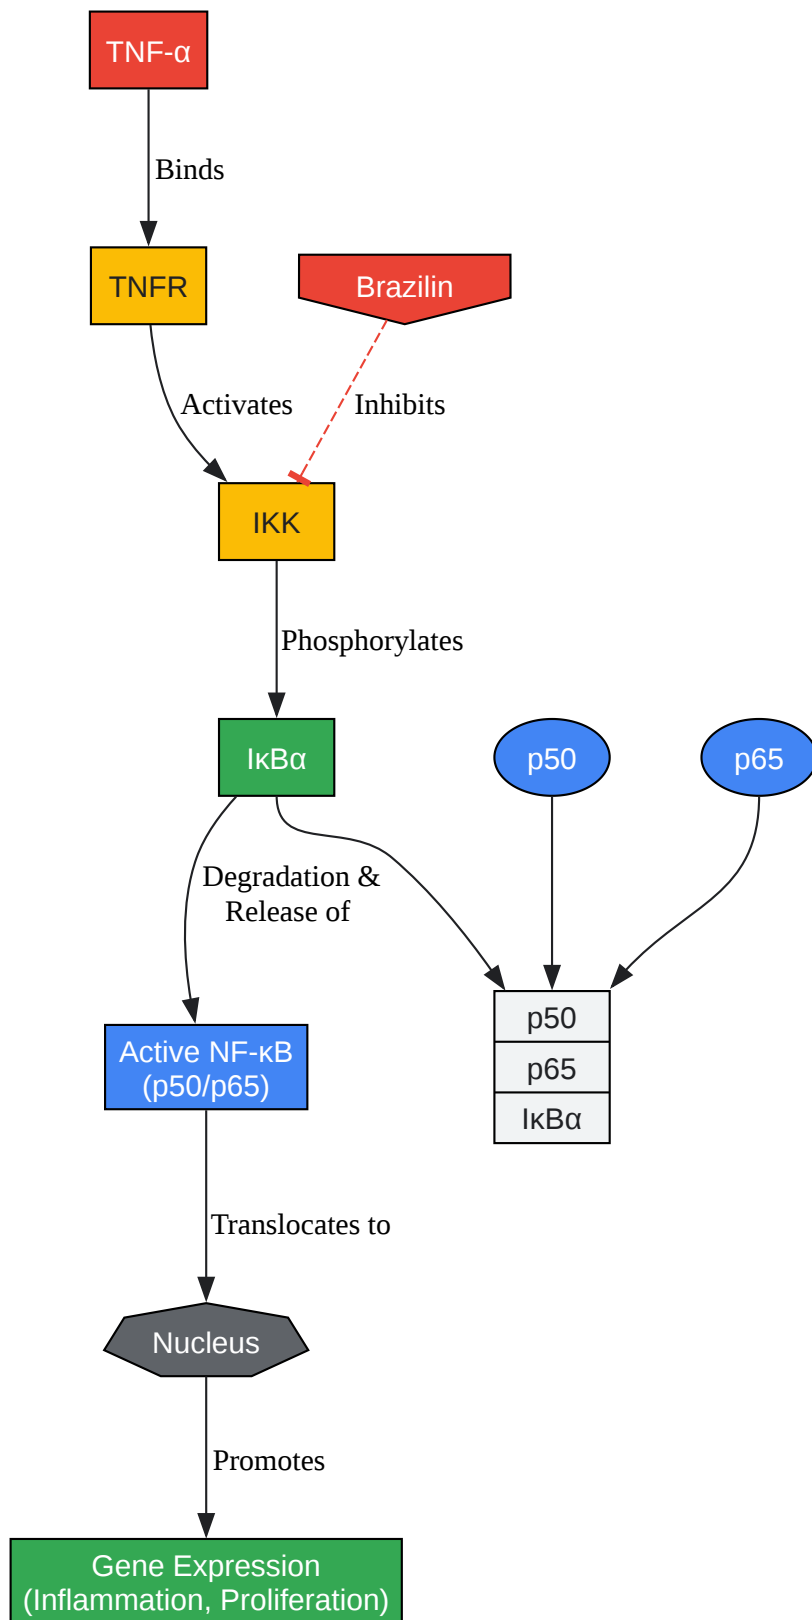 TNF-α
Binds
TNFR
Brazilin
Activates
Inhibits
IKK
Phosphorylates
IκBα
p50
p65
Degradation &
Release of
p50
p65
IκBα
Active NF-κB
(p50/p65)
Translocates to
Nucleus
Promotes
Gene Expression
(Inflammation, Proliferation)